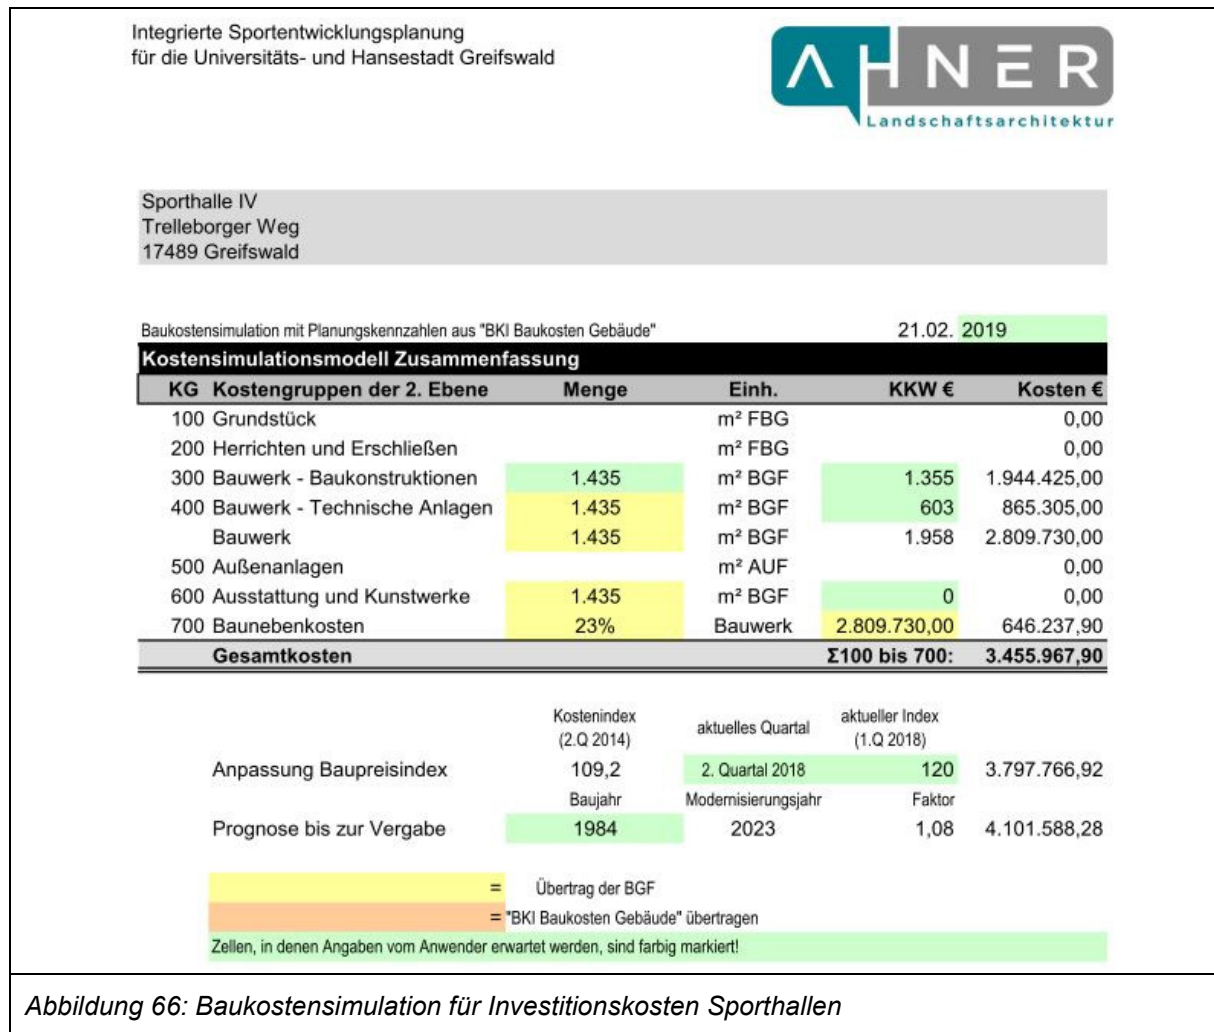 Integrierte Sportentwicklungsplanung
für die Universitäts- und Hansestadt Greifswald
AHNER
Landschaftsarchitektur
Sporthalle IV
Trelleborger Weg
17489 Greifswald
Baukostensimulation mit Planungskennzahlen aus "BKI Baukosten Gebäude" 21.02. 2019
Kostensimulationsmodell Zusammenfassung
KG Kostengruppen der 2. Ebene Menge Einh. KKW € Kosten €
100 Grundstück m² FBG 0,00
200 Herrichten und Erschließen m² FBG 0,00
300 Bauwerk - Baukonstruktionen 1.435 m² BGF 1.355 1.944.425,00
400 Bauwerk - Technische Anlagen 1.435 m² BGF 603 865.305,00
Bauwerk 1.435 m² BGF 1.958 2.809.730,00
500 Außenanlagen m² AUF 0,00
600 Ausstattung und Kunstwerke 1.435 m² BGF 0 0,00
700 Baunebenkosten 23% Bauwerk 2.809.730,00 646.237,90
Gesamtkosten Σ100 bis 700: 3.455.967,90
Kostenindex aktuelles Quartal aktueller Index
(2.Q 2014) (1.Q 2018)
Anpassung Baupreisindex 109,2 2. Quartal 2018 120 3.797.766,92
Baujahr Modernisierungsjahr Faktor
Prognose bis zur Vergabe 1984 2023 1,08 4.101.588,28
= Übertrag der BGF
= "BKI Baukosten Gebäude" übertragen
Zellen, in denen Angaben vom Anwender erwartet werden, sind farbig markiert!
Abbildung 66: Baukostensimulation für Investitionskosten Sporthallen